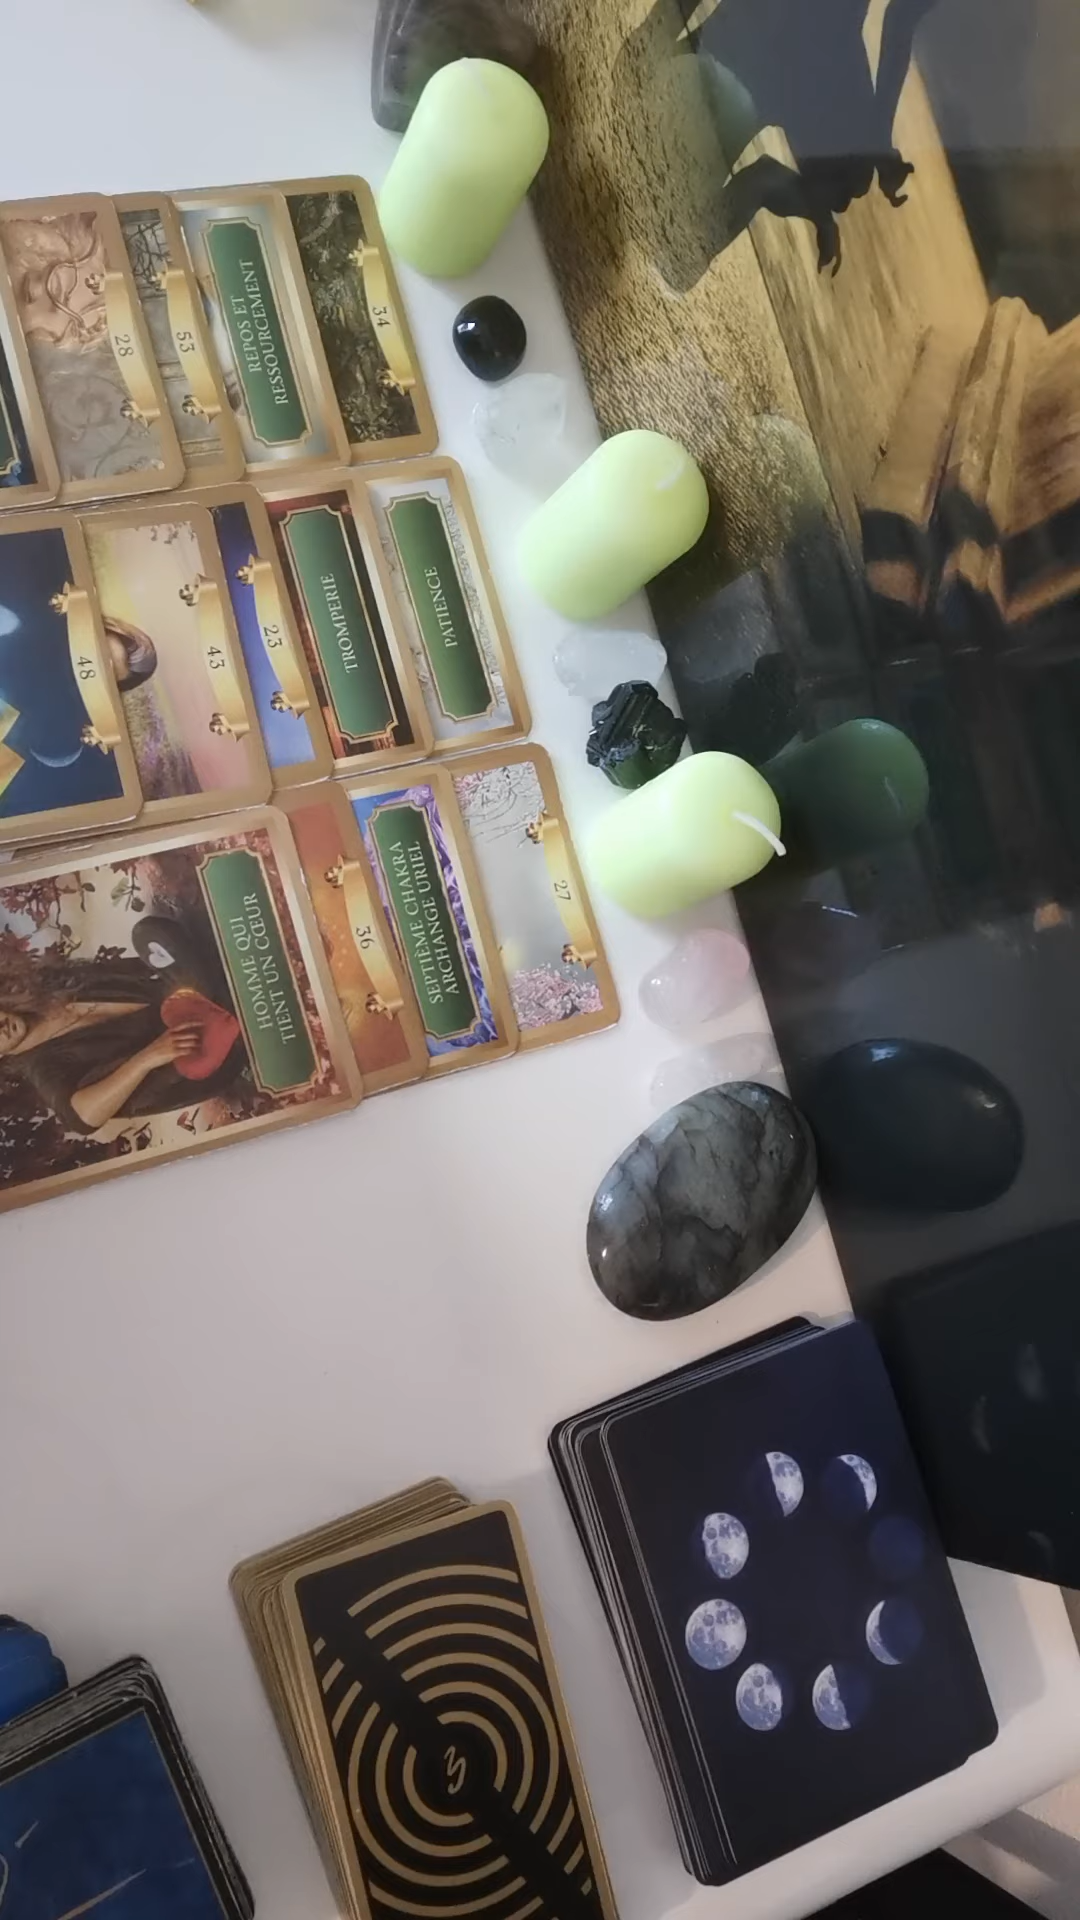 28
53
REPOS ET
RESSOURCEMENT
34
48
43
23
TROMPERIE
PATIENCE
HOMME QUI
TIENT UN CŒUR
36
SEPTIÈME CHAKRA
ARCHANGE URIEL
27